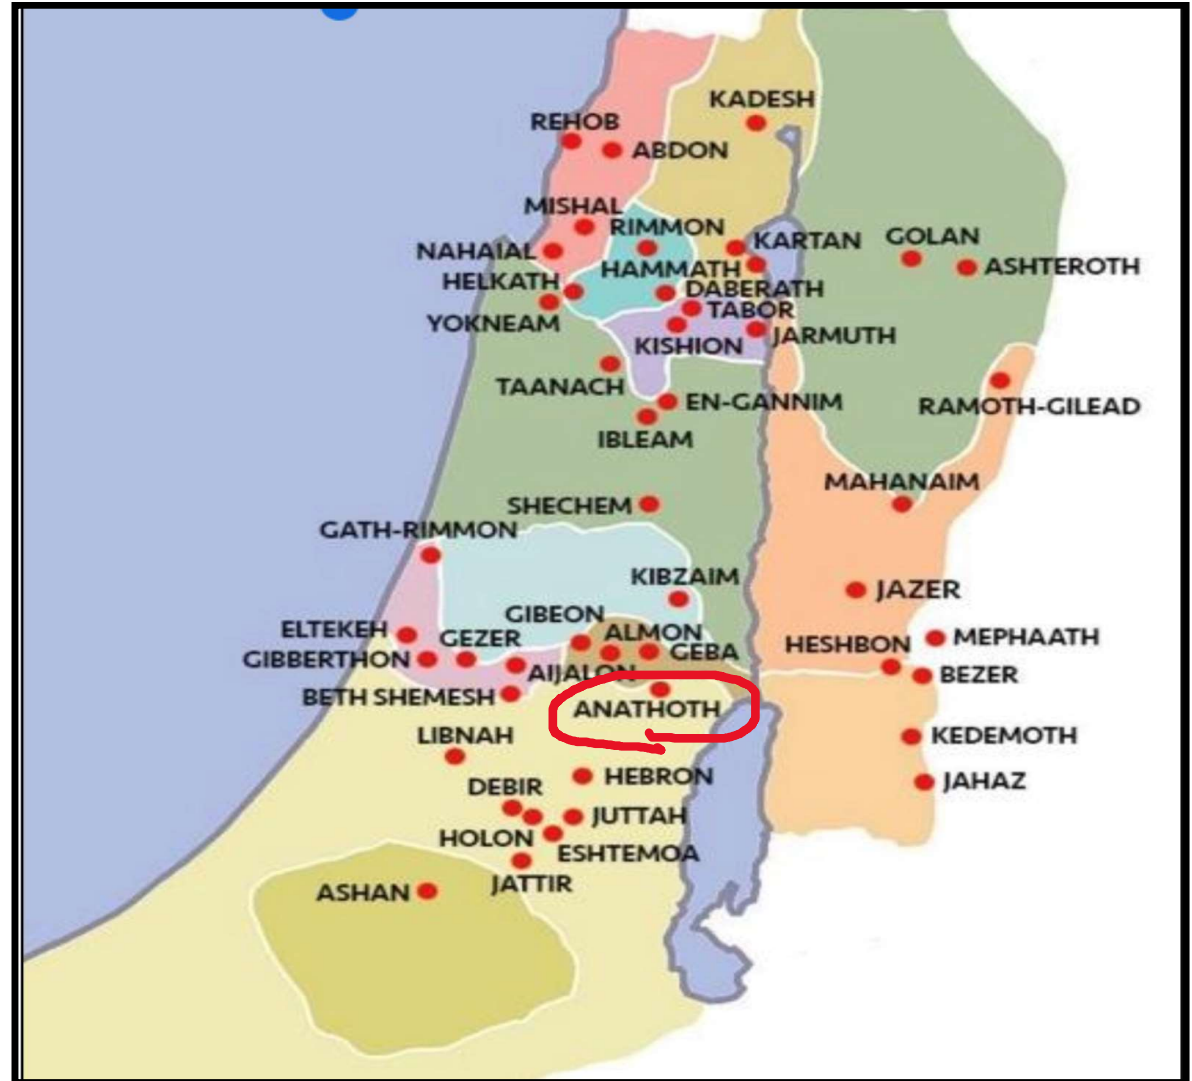 KADESH
REHOB
ABDON
MISHAL
RIMMON
KARTAN
GOLAN
NAHAIAL
HAMMATH
ASHTEROTH
HELKATH
DABERATH
TABOR
YOKNEAM
JARMUTH
KISHION
TAANACH
EN-GANNIM
RAMOTH-GILEAD
IBLEAM
MAHANAIM
SHECHEM
GATH-RIMMON
KIBZAIM
JAZER
GIBEON
ELTEKEH
GEZER
ALMON
MEPHAATH
HESHBON
GIBBERTHON
GEBA
AIJALON
BEZER
BETH SHEMESH
ANATHOTH
LIBNAH
KEDEMOTH
HEBRON
JAHAZ
DEBIR
JUTTAH
HOLON
ESHTEMOA
JATTIR
ASHAN